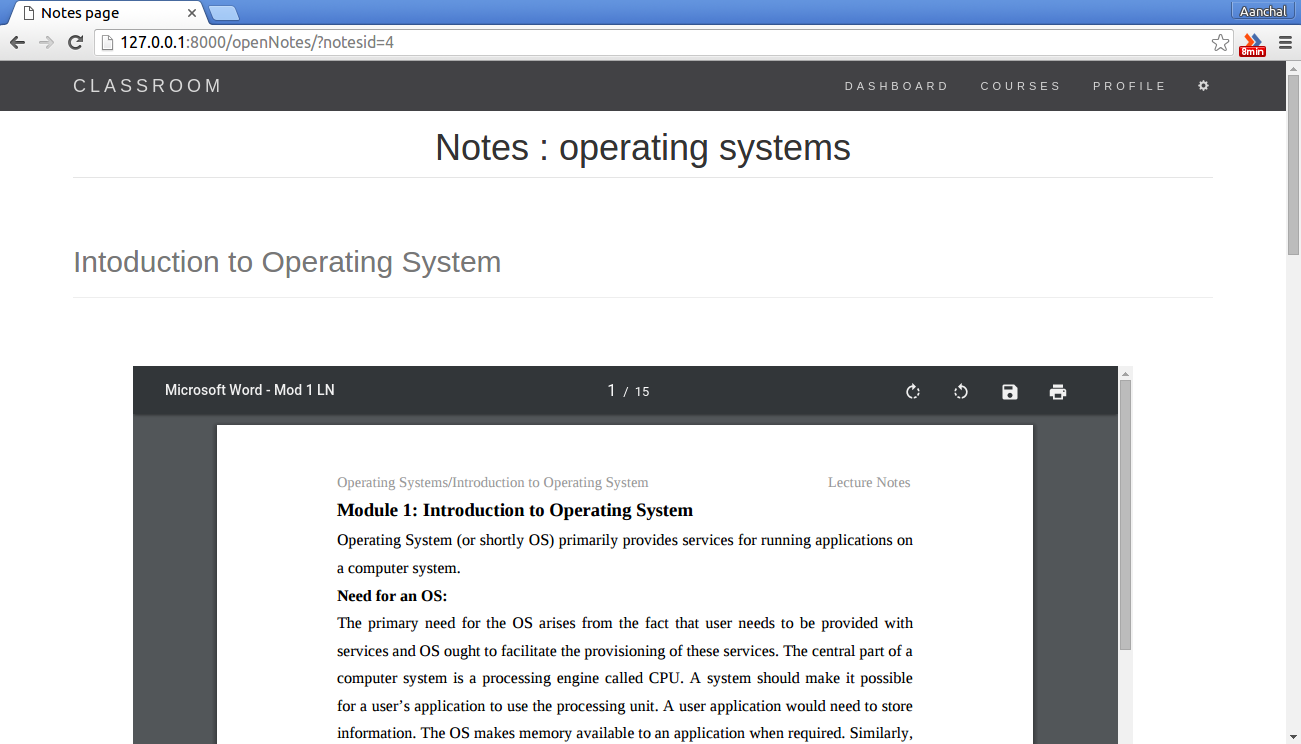 Notes page
Aanchal
127.0.0.1:8000/openNotes/?notesid=4
8min
CLASSROOM
DASHBOARD COURSES PROFILE
Notes : operating systems
Intoduction to Operating System
Microsoft Word - Mod 1 LN 1 / 15
Operating Systems/Introduction to Operating System Lecture Notes
Module 1: Introduction to Operating System
Operating System (or shortly OS) primarily provides services for running applications on
a computer system.
Need for an OS:
The primary need for the OS arises from the fact that user needs to be provided with
services and OS ought to facilitate the provisioning of these services. The central part of a
computer system is a processing engine called CPU. A system should make it possible
for a user’s application to use the processing unit. A user application would need to store
information. The OS makes memory available to an application when required. Similarly,